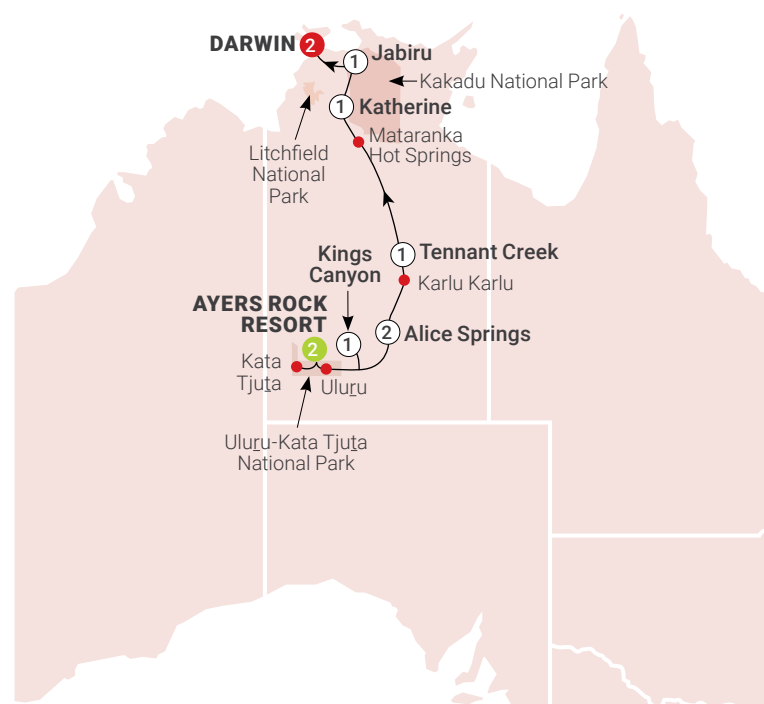 DARWIN 2
1 Jabiru
Kakadu National Park
1 Katherine
Mataranka
Hot Springs
Litchfield
National
Park
Kings
Canyon
1
1 Tennant Creek
Karlu Karlu
AYERS ROCK
RESORT
2
2 Alice Springs
Kata
Tjuṯa
Uluṟu
Uluṟu-Kata Tjuṯa
National Park